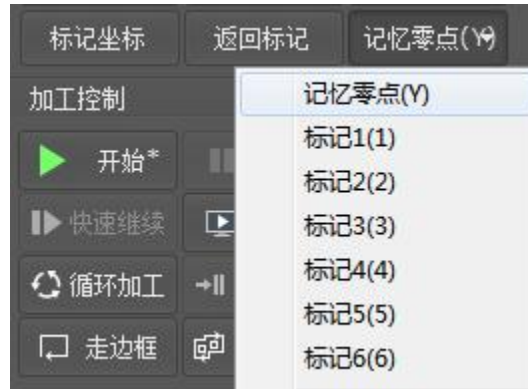 标记坐标 返回标记 记忆零点(Y)
加工控制
记忆零点(Y)
开始*
标记1(1)
标记2(2)
快速继续
标记3(3)
循环加工
标记4(4)
标记5(5)
走边框
标记6(6)